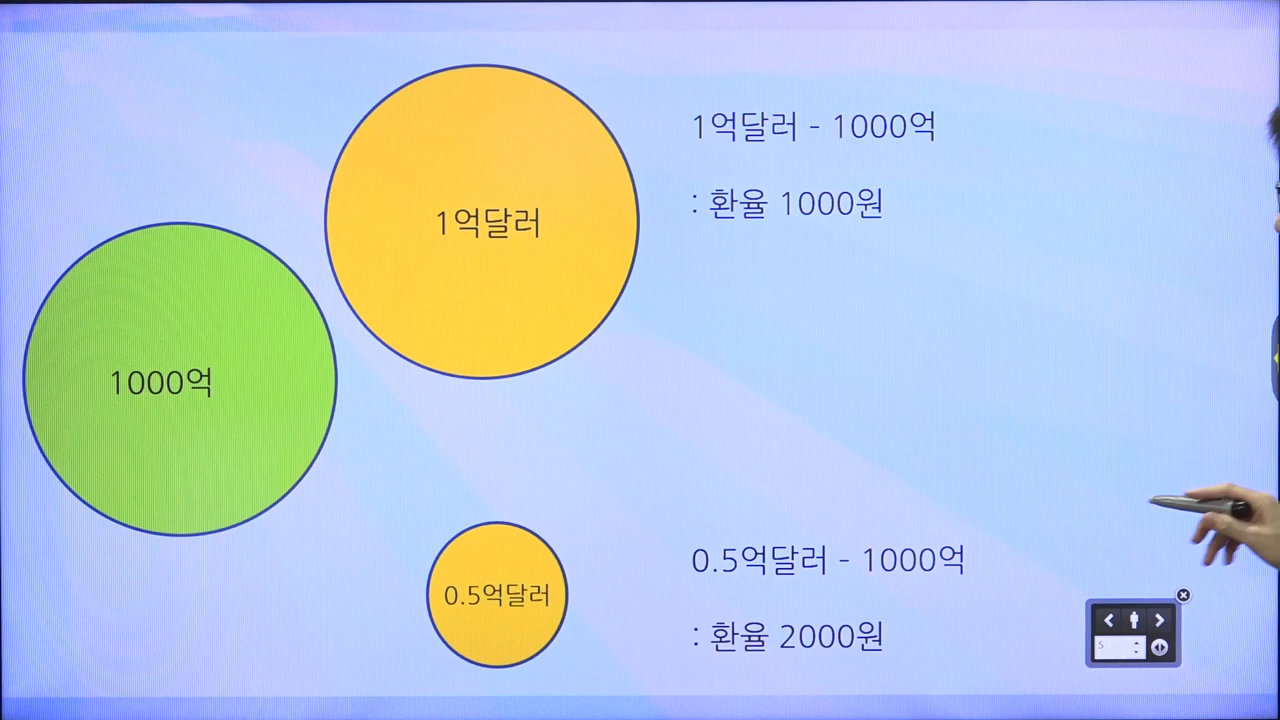 1억달러 - 1000억
: 환율 1000원
1억달러
1000억
0.5억달러
0.5억달러 - 1000억
: 환율 2000원
5